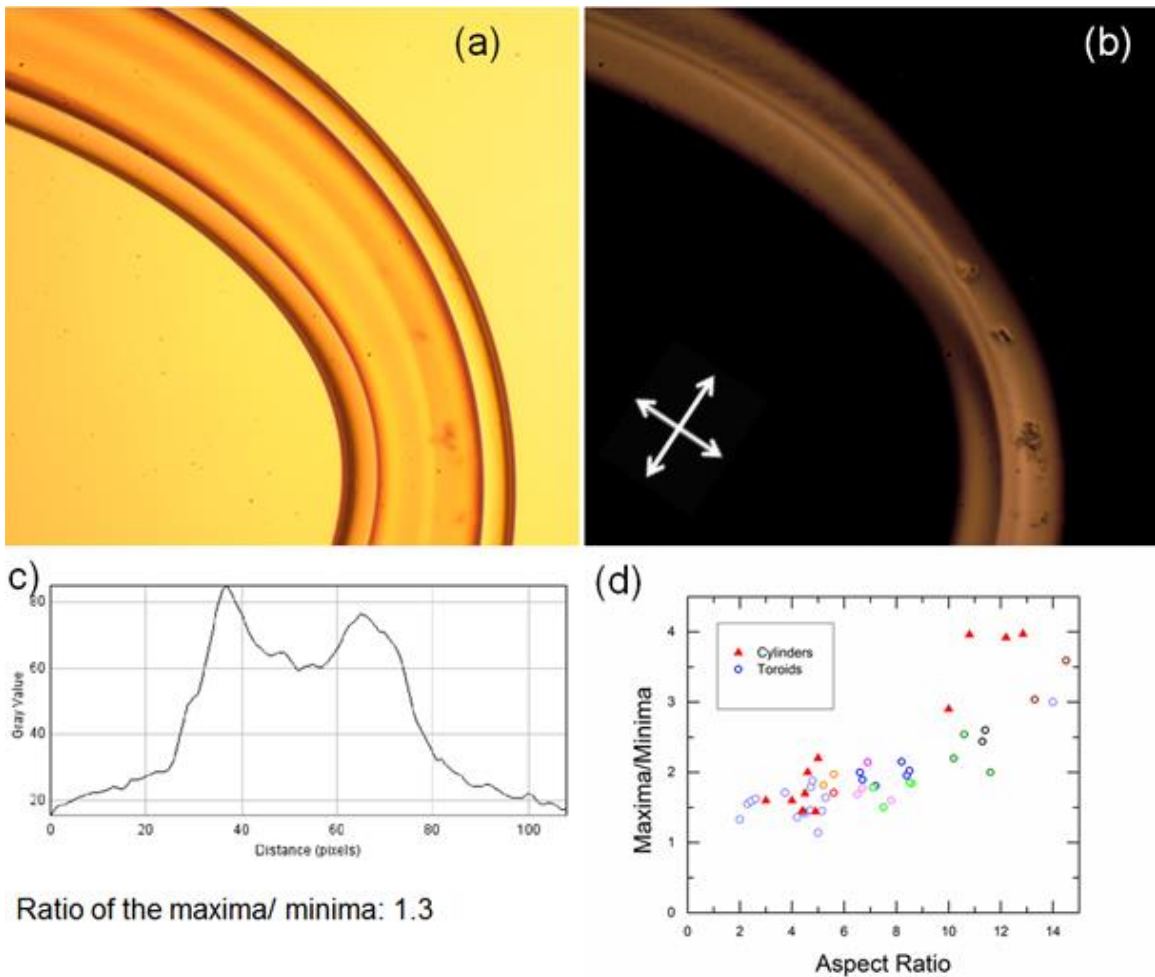 (a)
(b)
c)
80
60
40
20
Gray Value
0
20
40
60
80
100
Distance (pixels)
Ratio of the maxima/ minima: 1.3
(d)
4
3
2
1
0
Maxima/Minima
Cylinders
Toroids
0
2
4
6
8
10
12
14
Aspect Ratio